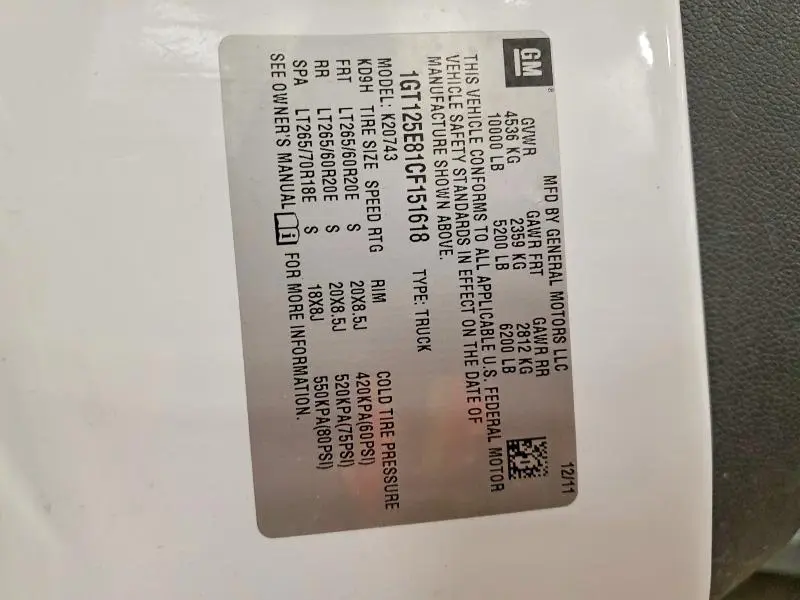 GM®
MFD BY GENERAL MOTORS LLC 12/11
GVWR GAWR FRT GAWR RR
4536 KG 2359 KG 2812 KG
10000 LB 5200 LB 6200 LB
THIS VEHICLE CONFORMS TO ALL APPLICABLE U.S. FEDERAL MOTOR
VEHICLE SAFETY STANDARDS IN EFFECT ON THE DATE OF
MANUFACTURE SHOWN ABOVE.
1GT125E81CF151618 TYPE: TRUCK
MODEL: K20743
KD9H TIRE SIZE SPEED RTG RIM COLD TIRE PRESSURE
FRT LT265/60R20E S 20X8.5J 420KPA(60PSI)
RR LT265/60R20E S 20X8.5J 520KPA(75PSI)
SPA LT265/70R18E S 18X8J 550KPA(80PSI)
SEE OWNER'S MANUAL i FOR MORE INFORMATION.